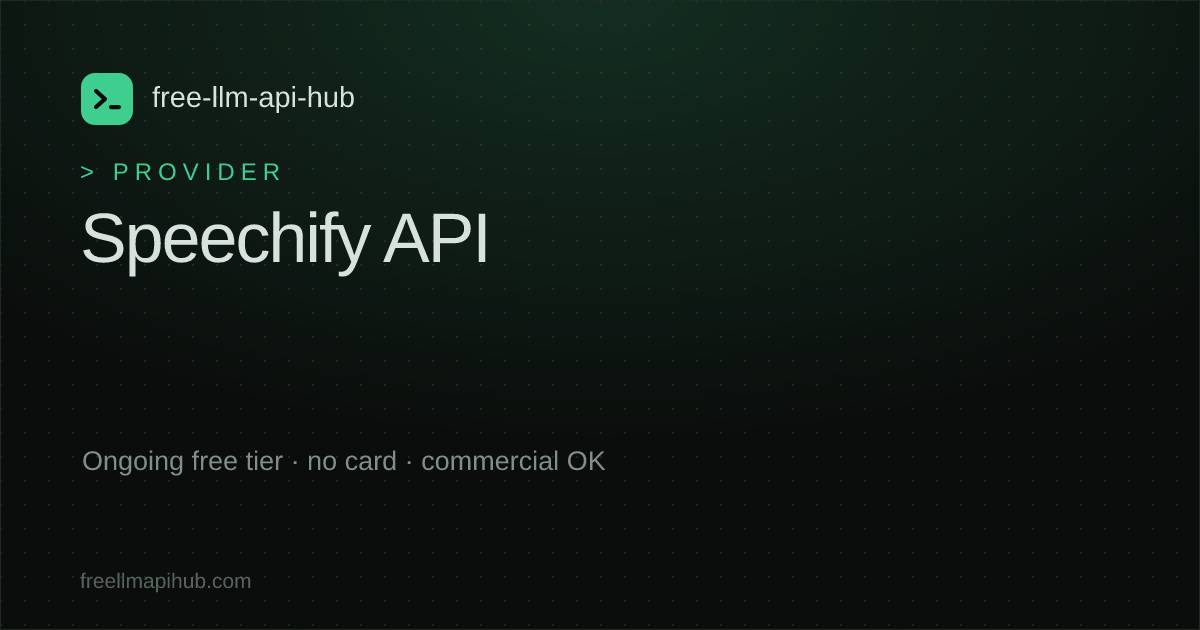 free-llm-api-hub
> PROVIDER
Speechify API
Ongoing free tier · no card · commercial OK
freellmapihub.com